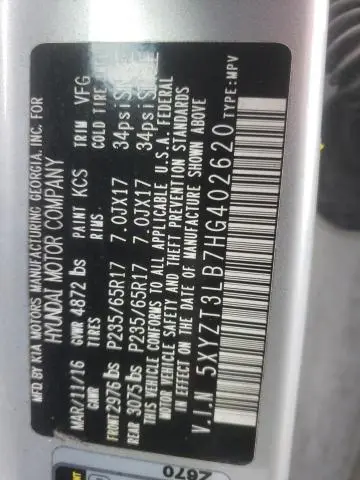 MFD BY KIA MOTORS MANUFACTURING GEORGIA, INC. FOR
HYUNDAI MOTOR COMPANY
MAR/11/16 GVWR 4872 lbs PAINT KCS TRIM VFG
GAWR TIRES RIMS COLD TIRE
FRONT 2976 lbs P235/65R17 7.0JX17 34psi
REAR 3075 lbs P235/65R17 7.0JX17 34psi
THIS VEHICLE CONFORMS TO ALL APPLICABLE U.S.A. FEDERAL
MOTOR VEHICLE SAFETY AND THEFT PREVENTION STANDARDS
IN EFFECT ON THE DATE OF MANUFACTURE SHOWN ABOVE
V.I.N 5XYZT3LB7HG402620 TYPE:MPV
Z870